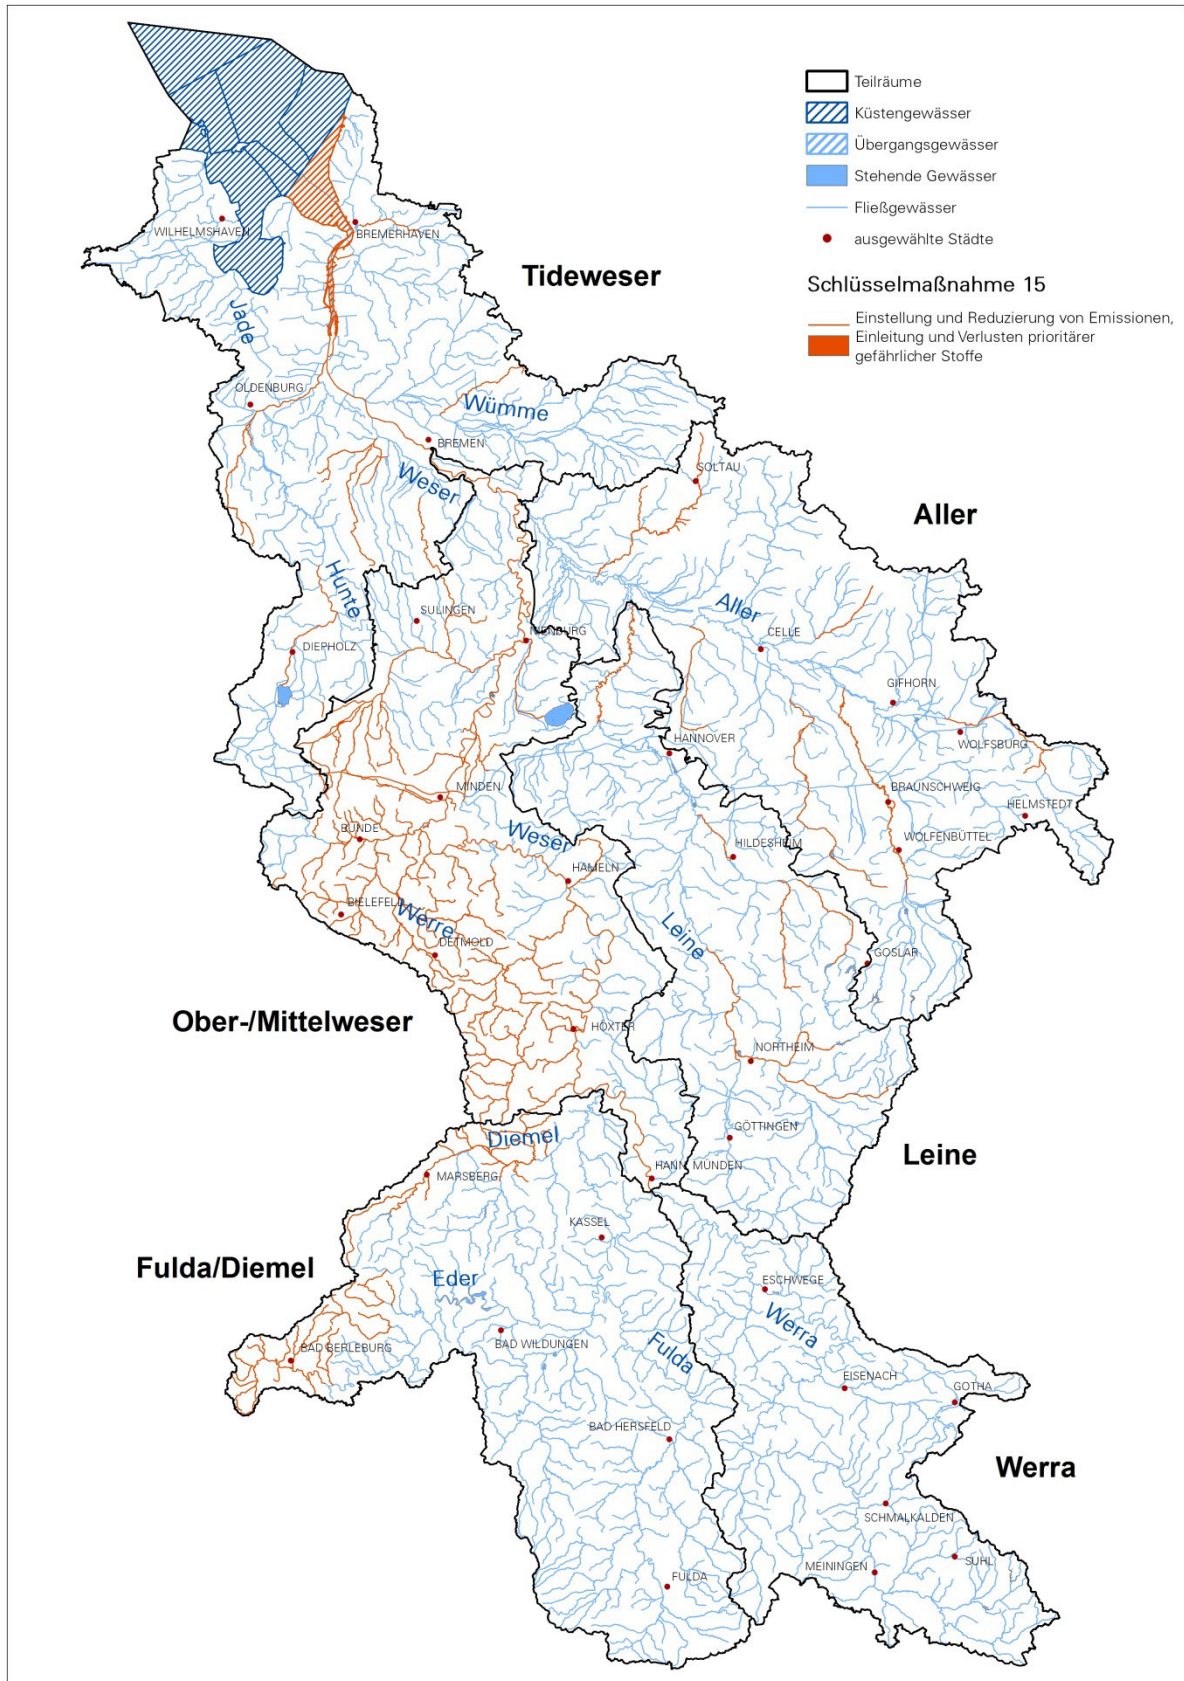 Teilräume
Küstengewässer
Übergangsgewässer
Stehende Gewässer
Fließgewässer
ausgewählte Städte
Schlüsselmaßnahme 15
Einstellung und Reduzierung von Emissionen,
Einleitung und Verlusten prioritärer
gefährlicher Stoffe
WILHELMSHAVEN
BREMERHAVEN
Tideweser
Jade
OLDENBURG
Wümme
BREMEN
Weser
SOLTAU
Aller
Hunte
SULINGEN
Aller
NIENBURG
CELLE
DIEPHOLZ
GIFHORN
HANNOVER
WOLFSBURG
MINDEN
BRAUNSCHWEIG
HELMSTEDT
BÜNDE
Weser
HILDESHEIM
WOLFENBÜTTEL
HAMELN
BIELEFELD
Werre
Leine
DETMOLD
GOSLAR
Ober-/Mittelweser
HÖXTER
NORTHEIM
Diemel
GÖTTINGEN
Leine
MARSBERG
HANN. MÜNDEN
KASSEL
Fulda/Diemel
Eder
ESCHWEGE
Werra
BAD BERLEBURG
BAD WILDUNGEN
Fulda
EISENACH
GOTHA
BAD HERSFELD
Werra
SCHMALKALDEN
SUHL
MEININGEN
FULDA